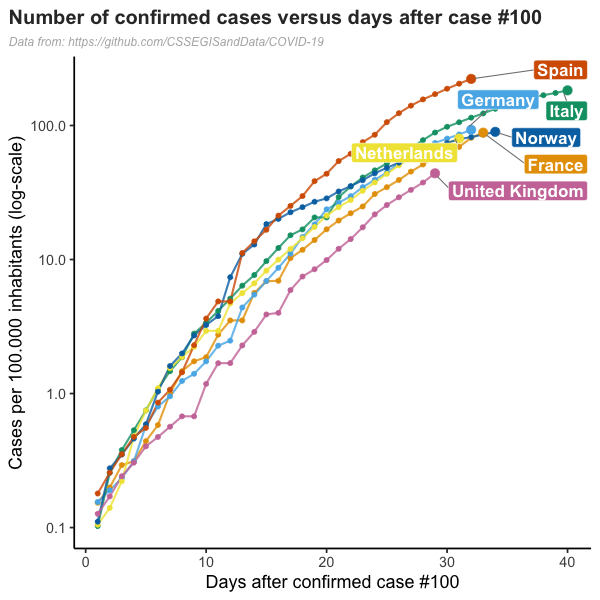 Number of confirmed cases versus days after case #100
Data from: https://github.com/CSSEGISandData/COVID-19
Cases per 100.000 inhabitants (log-scale)
100.0
10.0
1.0
0.1
Spain
Germany
Italy
Norway
Netherlands
France
United Kingdom
0
10
20
30
40
Days after confirmed case #100